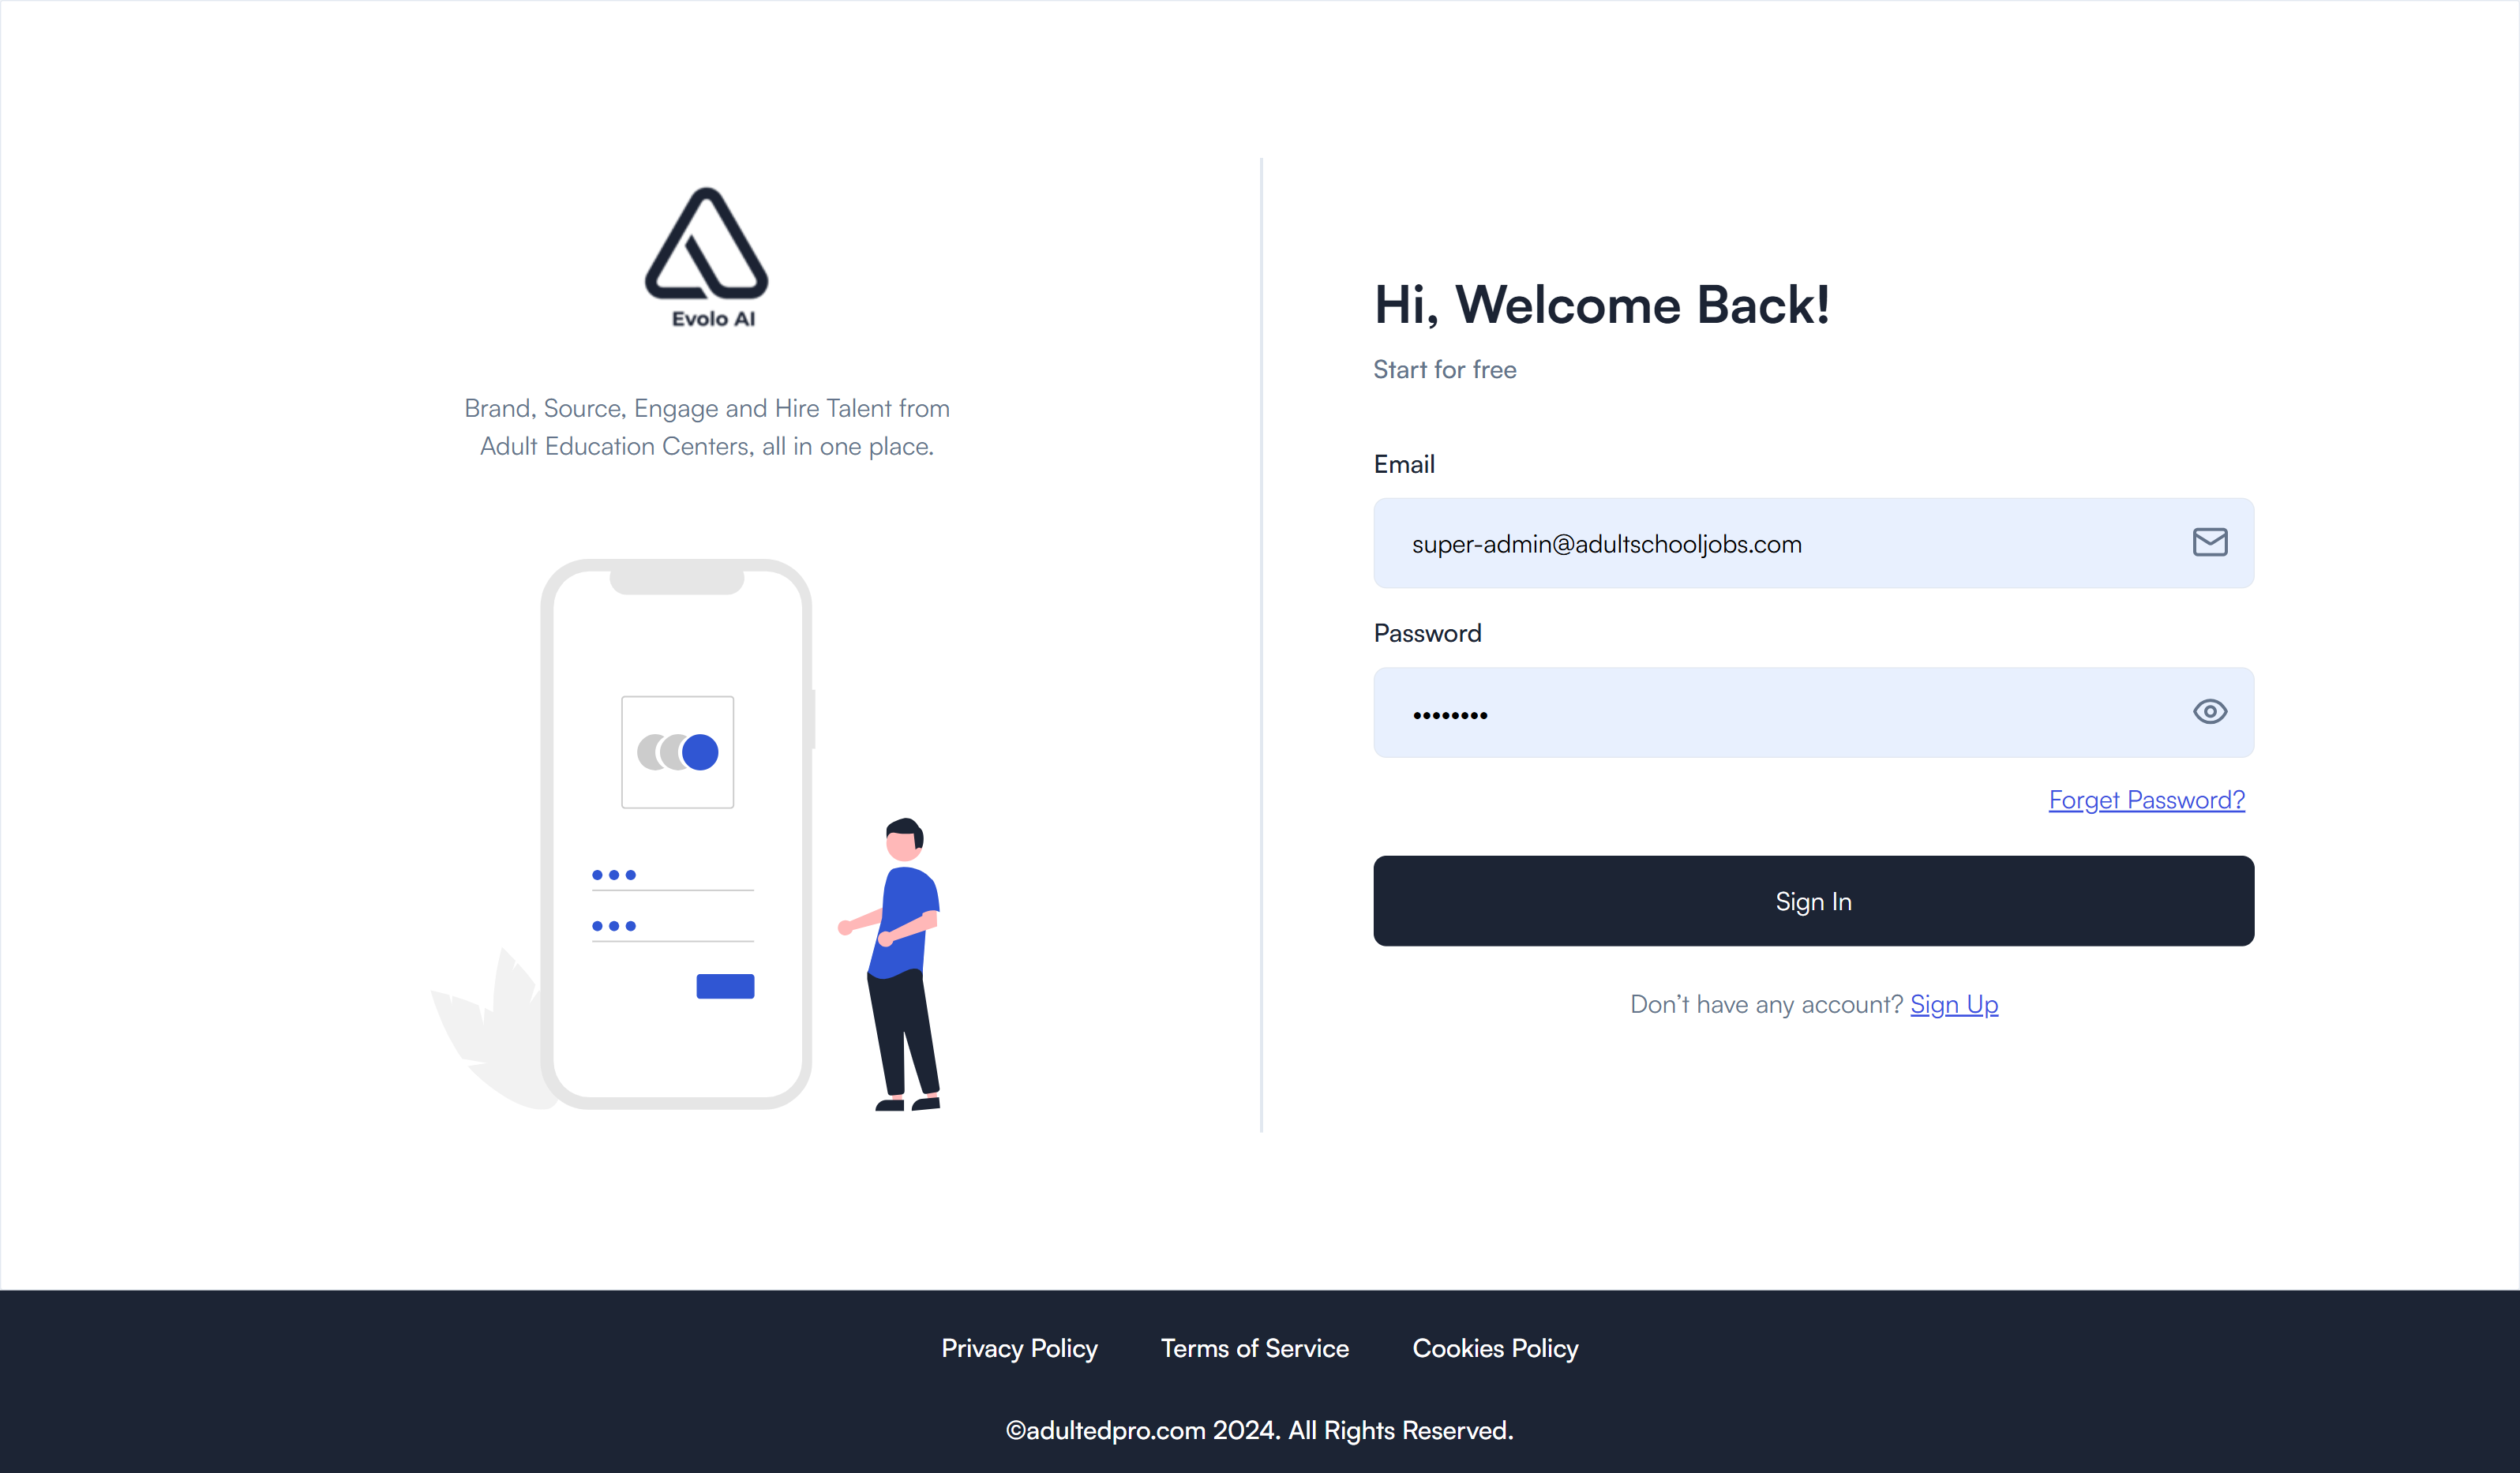 Evolo AI
Brand, Source, Engage and Hire Talent from
Adult Education Centers, all in one place.
Hi, Welcome Back!
Start for free
Email
super-admin@adultschooljobs.com
Password
••••••••
Forget Password?
Sign In
Don’t have any account? Sign Up
Privacy Policy Terms of Service Cookies Policy
©adultedpro.com 2024. All Rights Reserved.